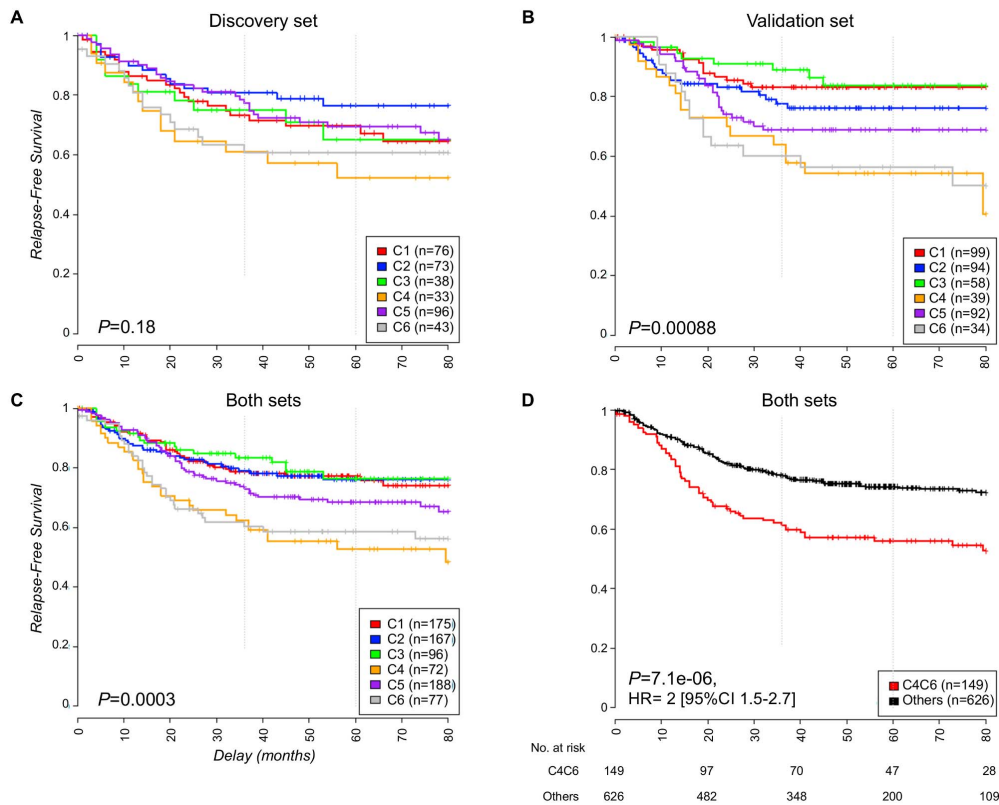 A
Discovery set
1
0.8
0.6
0.4
0.2
0
Relapse-Free Survival
C1 (n=76)
C2 (n=73)
C3 (n=38)
C4 (n=33)
C5 (n=96)
C6 (n=43)
P=0.18
0 10 20 30 40 50 60 70 80
B
Validation set
1
0.8
0.6
0.4
0.2
0
C1 (n=99)
C2 (n=94)
C3 (n=58)
C4 (n=39)
C5 (n=92)
C6 (n=34)
P=0.00088
0 10 20 30 40 50 60 70 80
C
Both sets
1
0.8
0.6
0.4
0.2
0
Relapse-Free Survival
C1 (n=175)
C2 (n=167)
C3 (n=96)
C4 (n=72)
C5 (n=188)
C6 (n=77)
P=0.0003
0 10 20 30 40 50 60 70 80
Delay (months)
D
Both sets
1
0.8
0.6
0.4
0.2
0
P=7.1e-06,
HR= 2 [95%CI 1.5-2.7]
C4C6 (n=149)
Others (n=626)
0 10 20 30 40 50 60 70 80
No. at risk
C4C6 149 97 70 47 28
Others 626 482 348 200 109